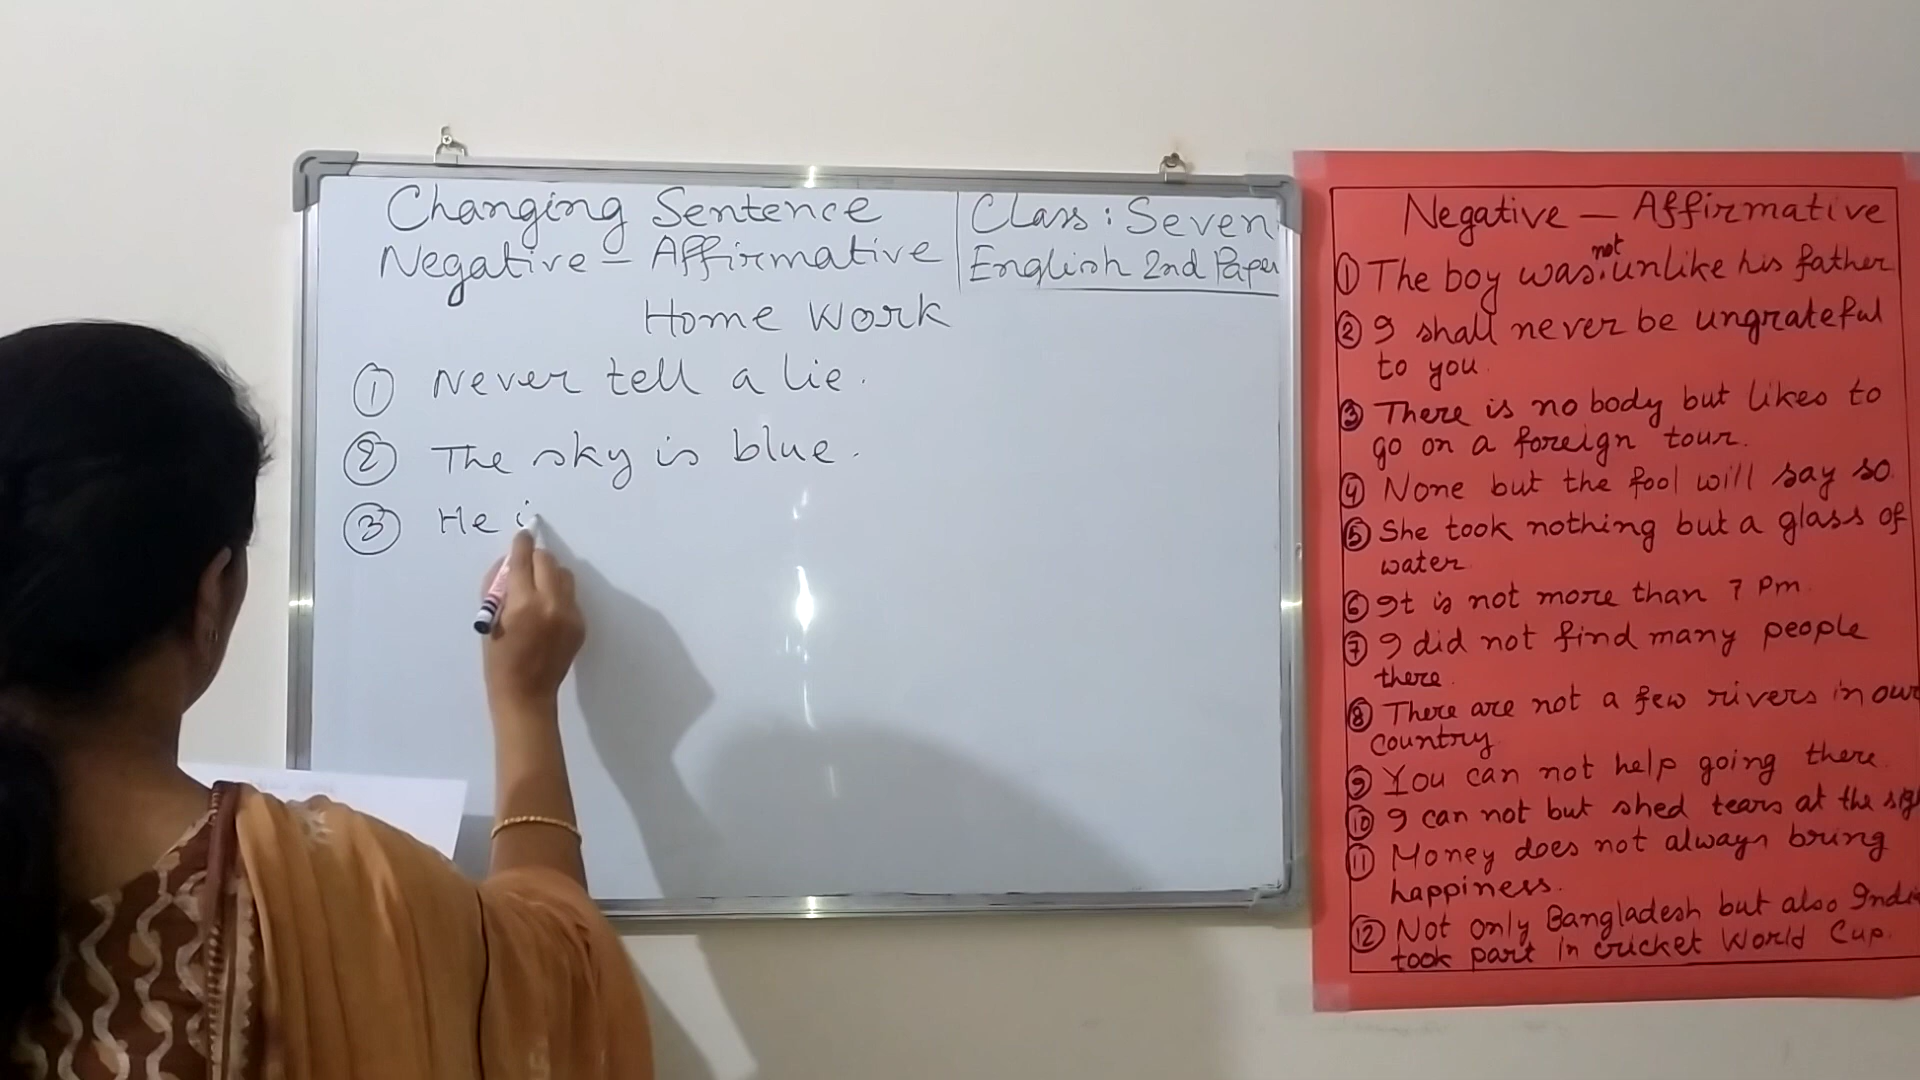 Changing Sentence
Negative - Affirmative
Class: Seven
English 2nd Paper
Home Work
① Never tell a lie.
② The sky is blue.
③ He i
Negative — Affirmative
① The boy was not unlike his father
② I shall never be ungrateful
to you.
③ There is no body but likes to
go on a foreign tour.
④ None but the fool will say so.
⑤ She took nothing but a glass of
water.
⑥ It is not more than 7 Pm.
⑦ I did not find many people
there.
⑧ There are not a few rivers in our
country.
⑨ You can not help going there.
⑩ I can not but shed tears at the
⑪ Money does not always bring
happiness.
⑫ Not only Bangladesh but also India
took part in cricket World Cup.